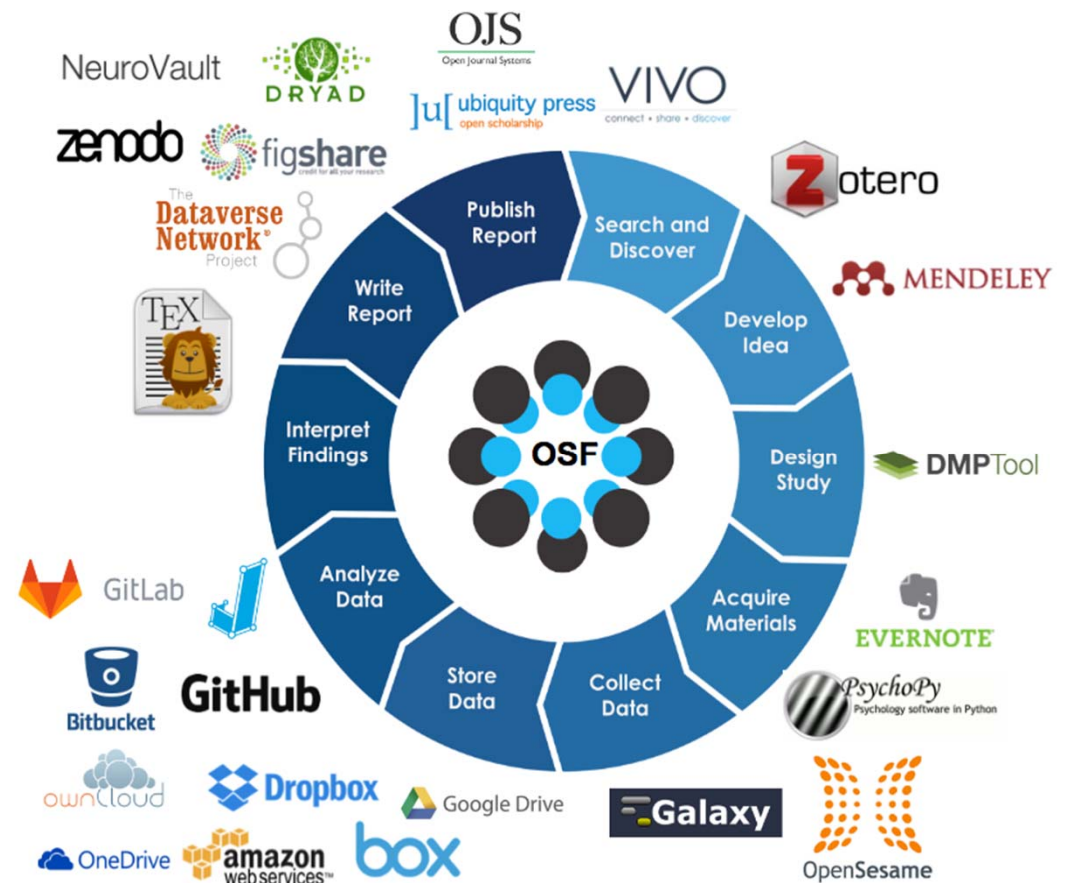 OJS
Open Journal Systems
NeuroVault
DRYAD
]u[ ubiquity press
open scholarship
VIVO
connect • share • discover
zenodo
figshare
credit for all your research
The
Dataverse
Network®
Project
Zotero
MENDELEY
TEX
Publish
Report
Search and
Discover
Write
Report
Develop
Idea
Interpret
Findings
OSF
Design
Study
DMPTool
Analyze
Data
Acquire
Materials
Store
Data
Collect
Data
GitLab
EVERNOTE
Bitbucket
GitHub
PsychoPy
Psychology software in Python
ownCloud
Dropbox
Google Drive
Galaxy
OneDrive
amazon
webservices™
box
OpenSesame